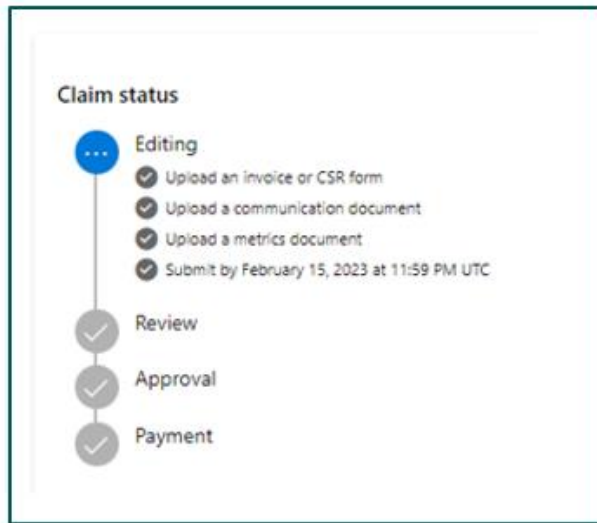 Claim status
Editing
Upload an invoice or CSR form
Upload a communication document
Upload a metrics document
Submit by February 15, 2023 at 11:59 PM UTC
Review
Approval
Payment